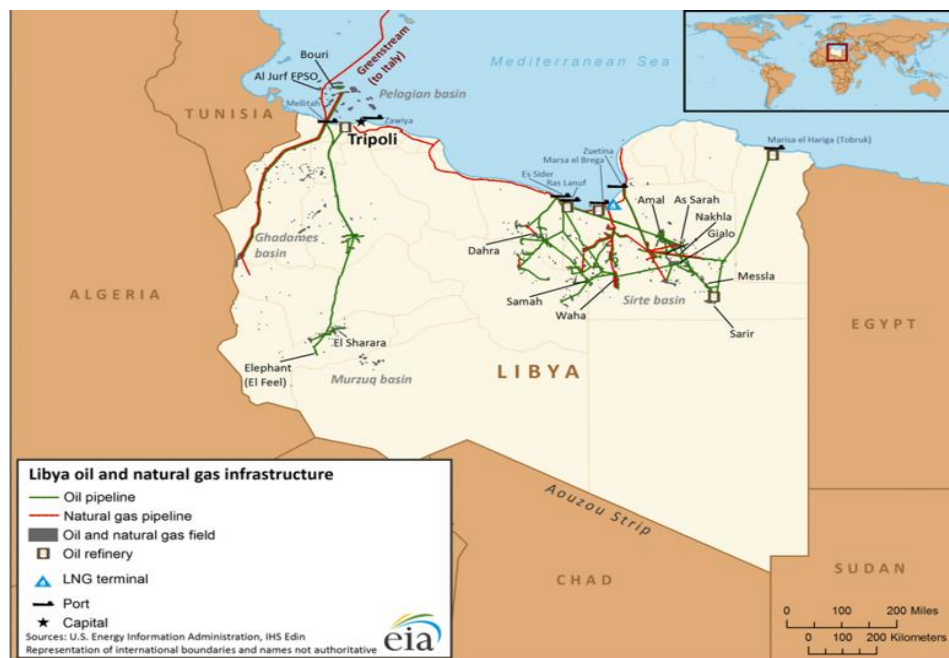 Bouri
Al Jurf FPSO
Greenstream
(to Italy)
Mediterranean Sea
Pelagian basin
TUNISIA
Mellitah
Zawiya
Tripoli
Marisa el Hariga (Tobruk)
Zuetina
Marsa el Brega
Es Sider
Ras Lanuf
Amal
As Sarah
Nakhla
Gialo
Dahra
Ghadames
basin
Messla
ALGERIA
Samah
Sirte basin
Waha
Sarir
EGYPT
El Sharara
Elephant
(El Feel)
Murzuq basin
LIBYA
Aouzou Strip
CHAD
SUDAN
Libya oil and natural gas infrastructure
Oil pipeline
Natural gas pipeline
Oil and natural gas field
Oil refinery
LNG terminal
Port
Capital
Sources: U.S. Energy Information Administration, IHS Edin
Representation of international boundaries and names not authoritative
eia
0 100 200 Miles
0 100 200 Kilometers